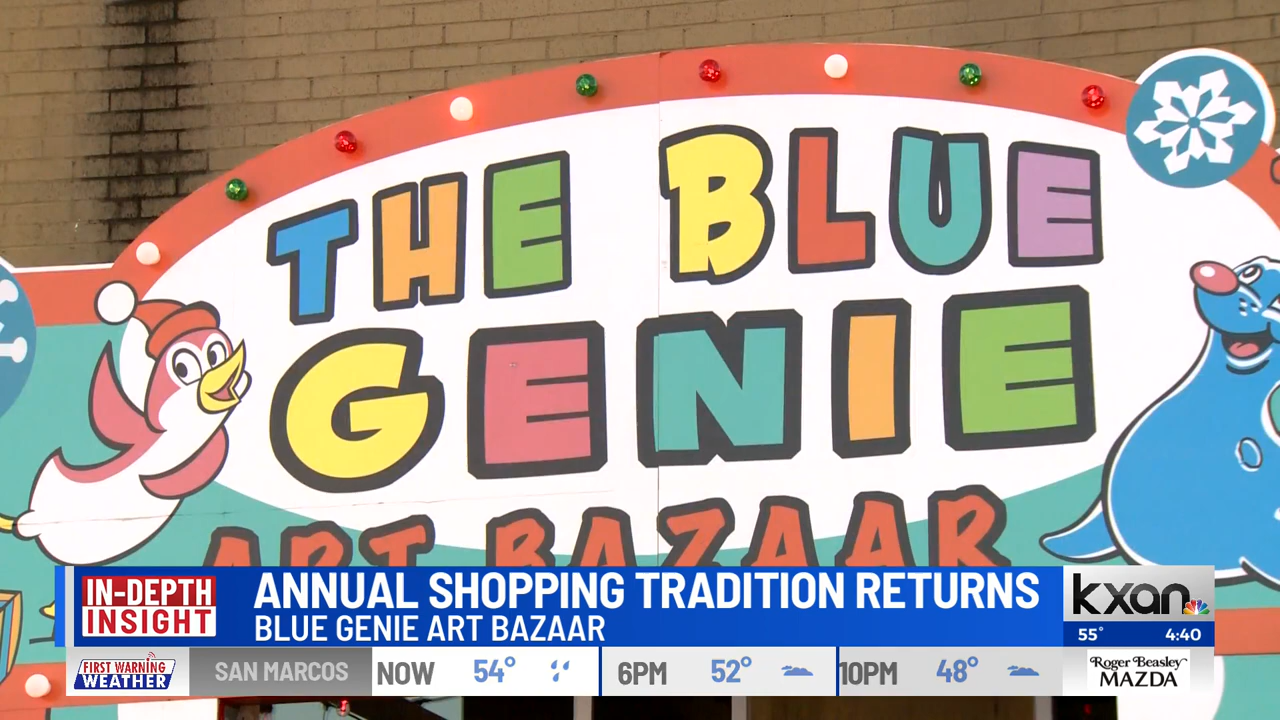 THE BLUE
GENIE
ART BAZAAR
IN-DEPTH
INSIGHT
ANNUAL SHOPPING TRADITION RETURNS
BLUE GENIE ART BAZAAR
kxan
55° 4:40
FIRST WARNING
WEATHER
SAN MARCOS NOW 54° 6PM 52° 10PM 48°
Roger Beasley
MAZDA